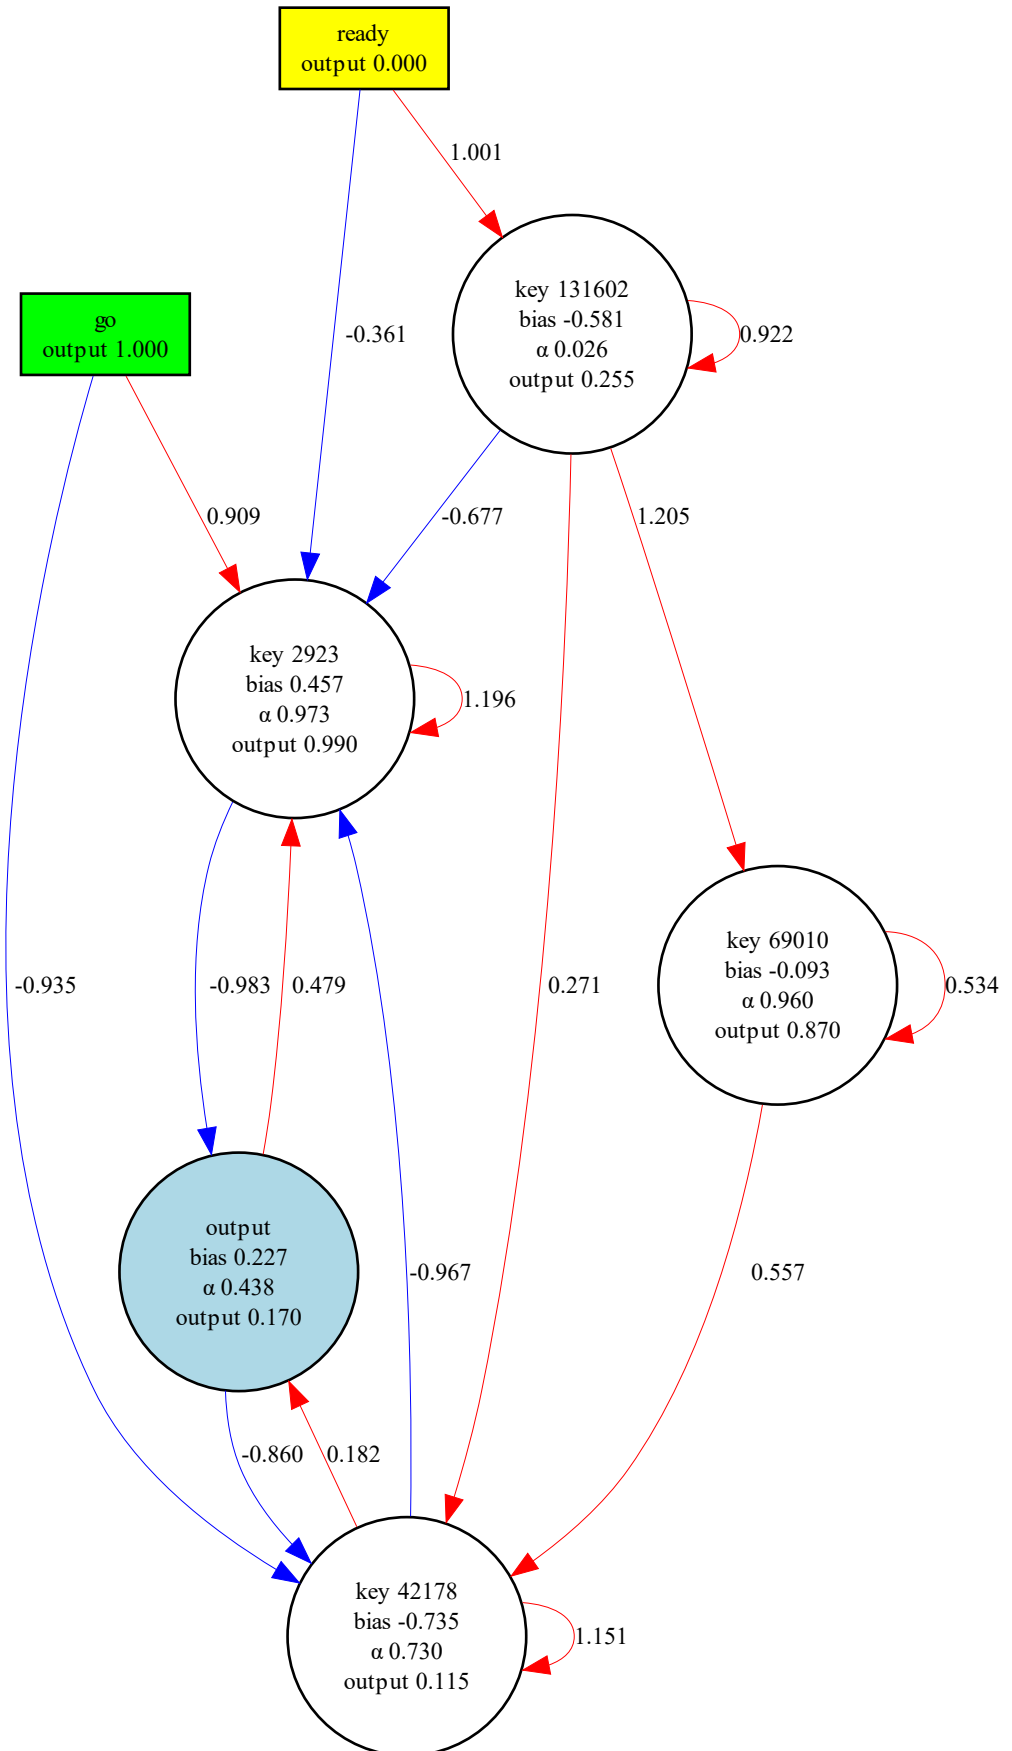 ready
output 0.000
1.001
key 131602
bias -0.581
α 0.026
output 0.255
0.922
go
output 1.000
-0.361
0.909
-0.677
1.205
key 2923
bias 0.457
α 0.973
output 0.990
1.196
key 69010
bias -0.093
α 0.960
output 0.870
0.534
-0.935
-0.983
0.479
0.271
output
bias 0.227
α 0.438
output 0.170
-0.967
0.557
-0.860
0.182
key 42178
bias -0.735
α 0.730
output 0.115
1.151